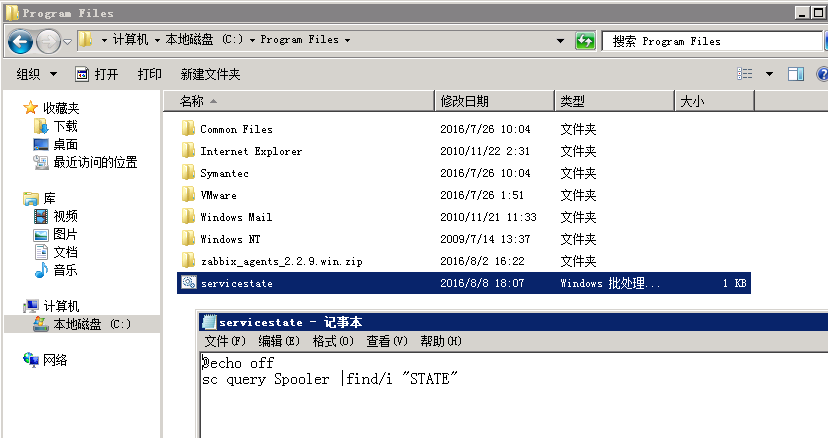 Program Files
计算机 本地磁盘 (C:) Program Files
搜索 Program Files
组织 打开 打印 新建文件夹
名称 修改日期 类型 大小
收藏夹
下载
桌面
最近访问的位置
库
视频
图片
文档
音乐
计算机
本地磁盘 (C:)
网络
Common Files 2016/7/26 10:04 文件夹
Internet Explorer 2010/11/22 2:31 文件夹
Symantec 2016/7/26 10:04 文件夹
VMware 2016/7/26 1:51 文件夹
Windows Mail 2010/11/21 11:33 文件夹
Windows NT 2009/7/14 13:37 文件夹
zabbix_agents_2.2.9.win.zip 2016/8/2 16:22 文件夹
servicestate 2016/8/8 18:07 Windows 批处理... 1 KB
servicestate - 记事本
文件(F) 编辑(E) 格式(O) 查看(V) 帮助(H)
@echo off
sc query Spooler |find/i "STATE"